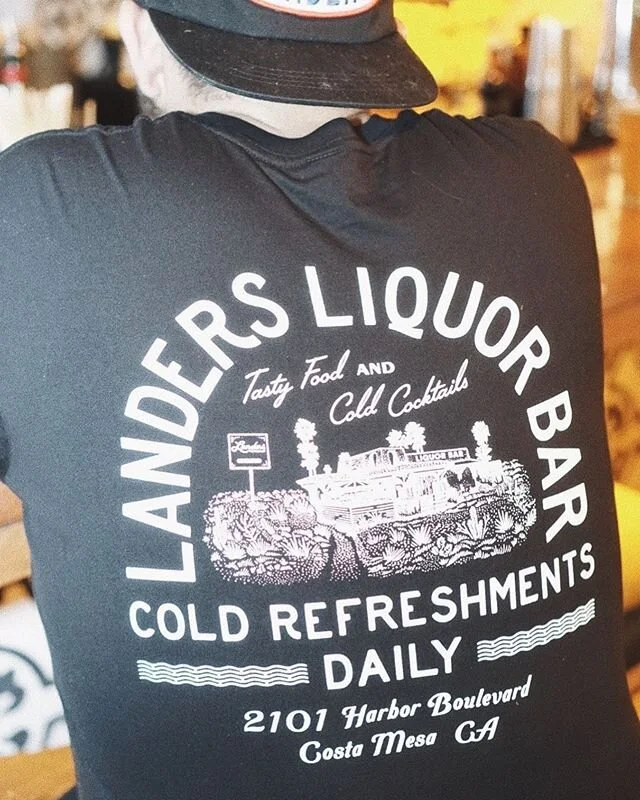 LANDERS LIQUOR BAR
Tasty Food AND
Cold Cocktails
Landers
LIQUOR BAR
COLD REFRESHMENTS
DAILY
2101 Harbor Boulevard
Costa Mesa CA